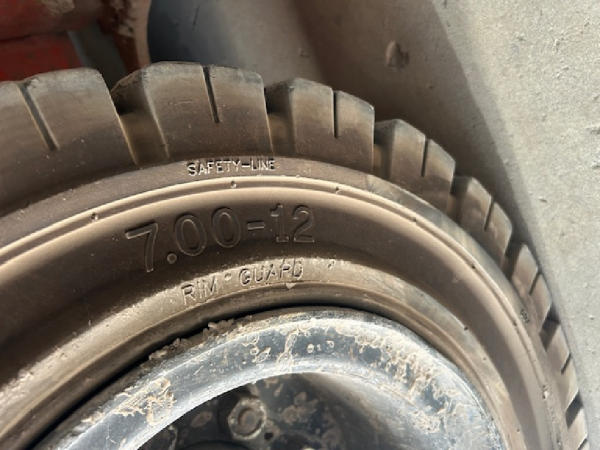 SAFETY-LINE
7.00-12
RIM GUARD